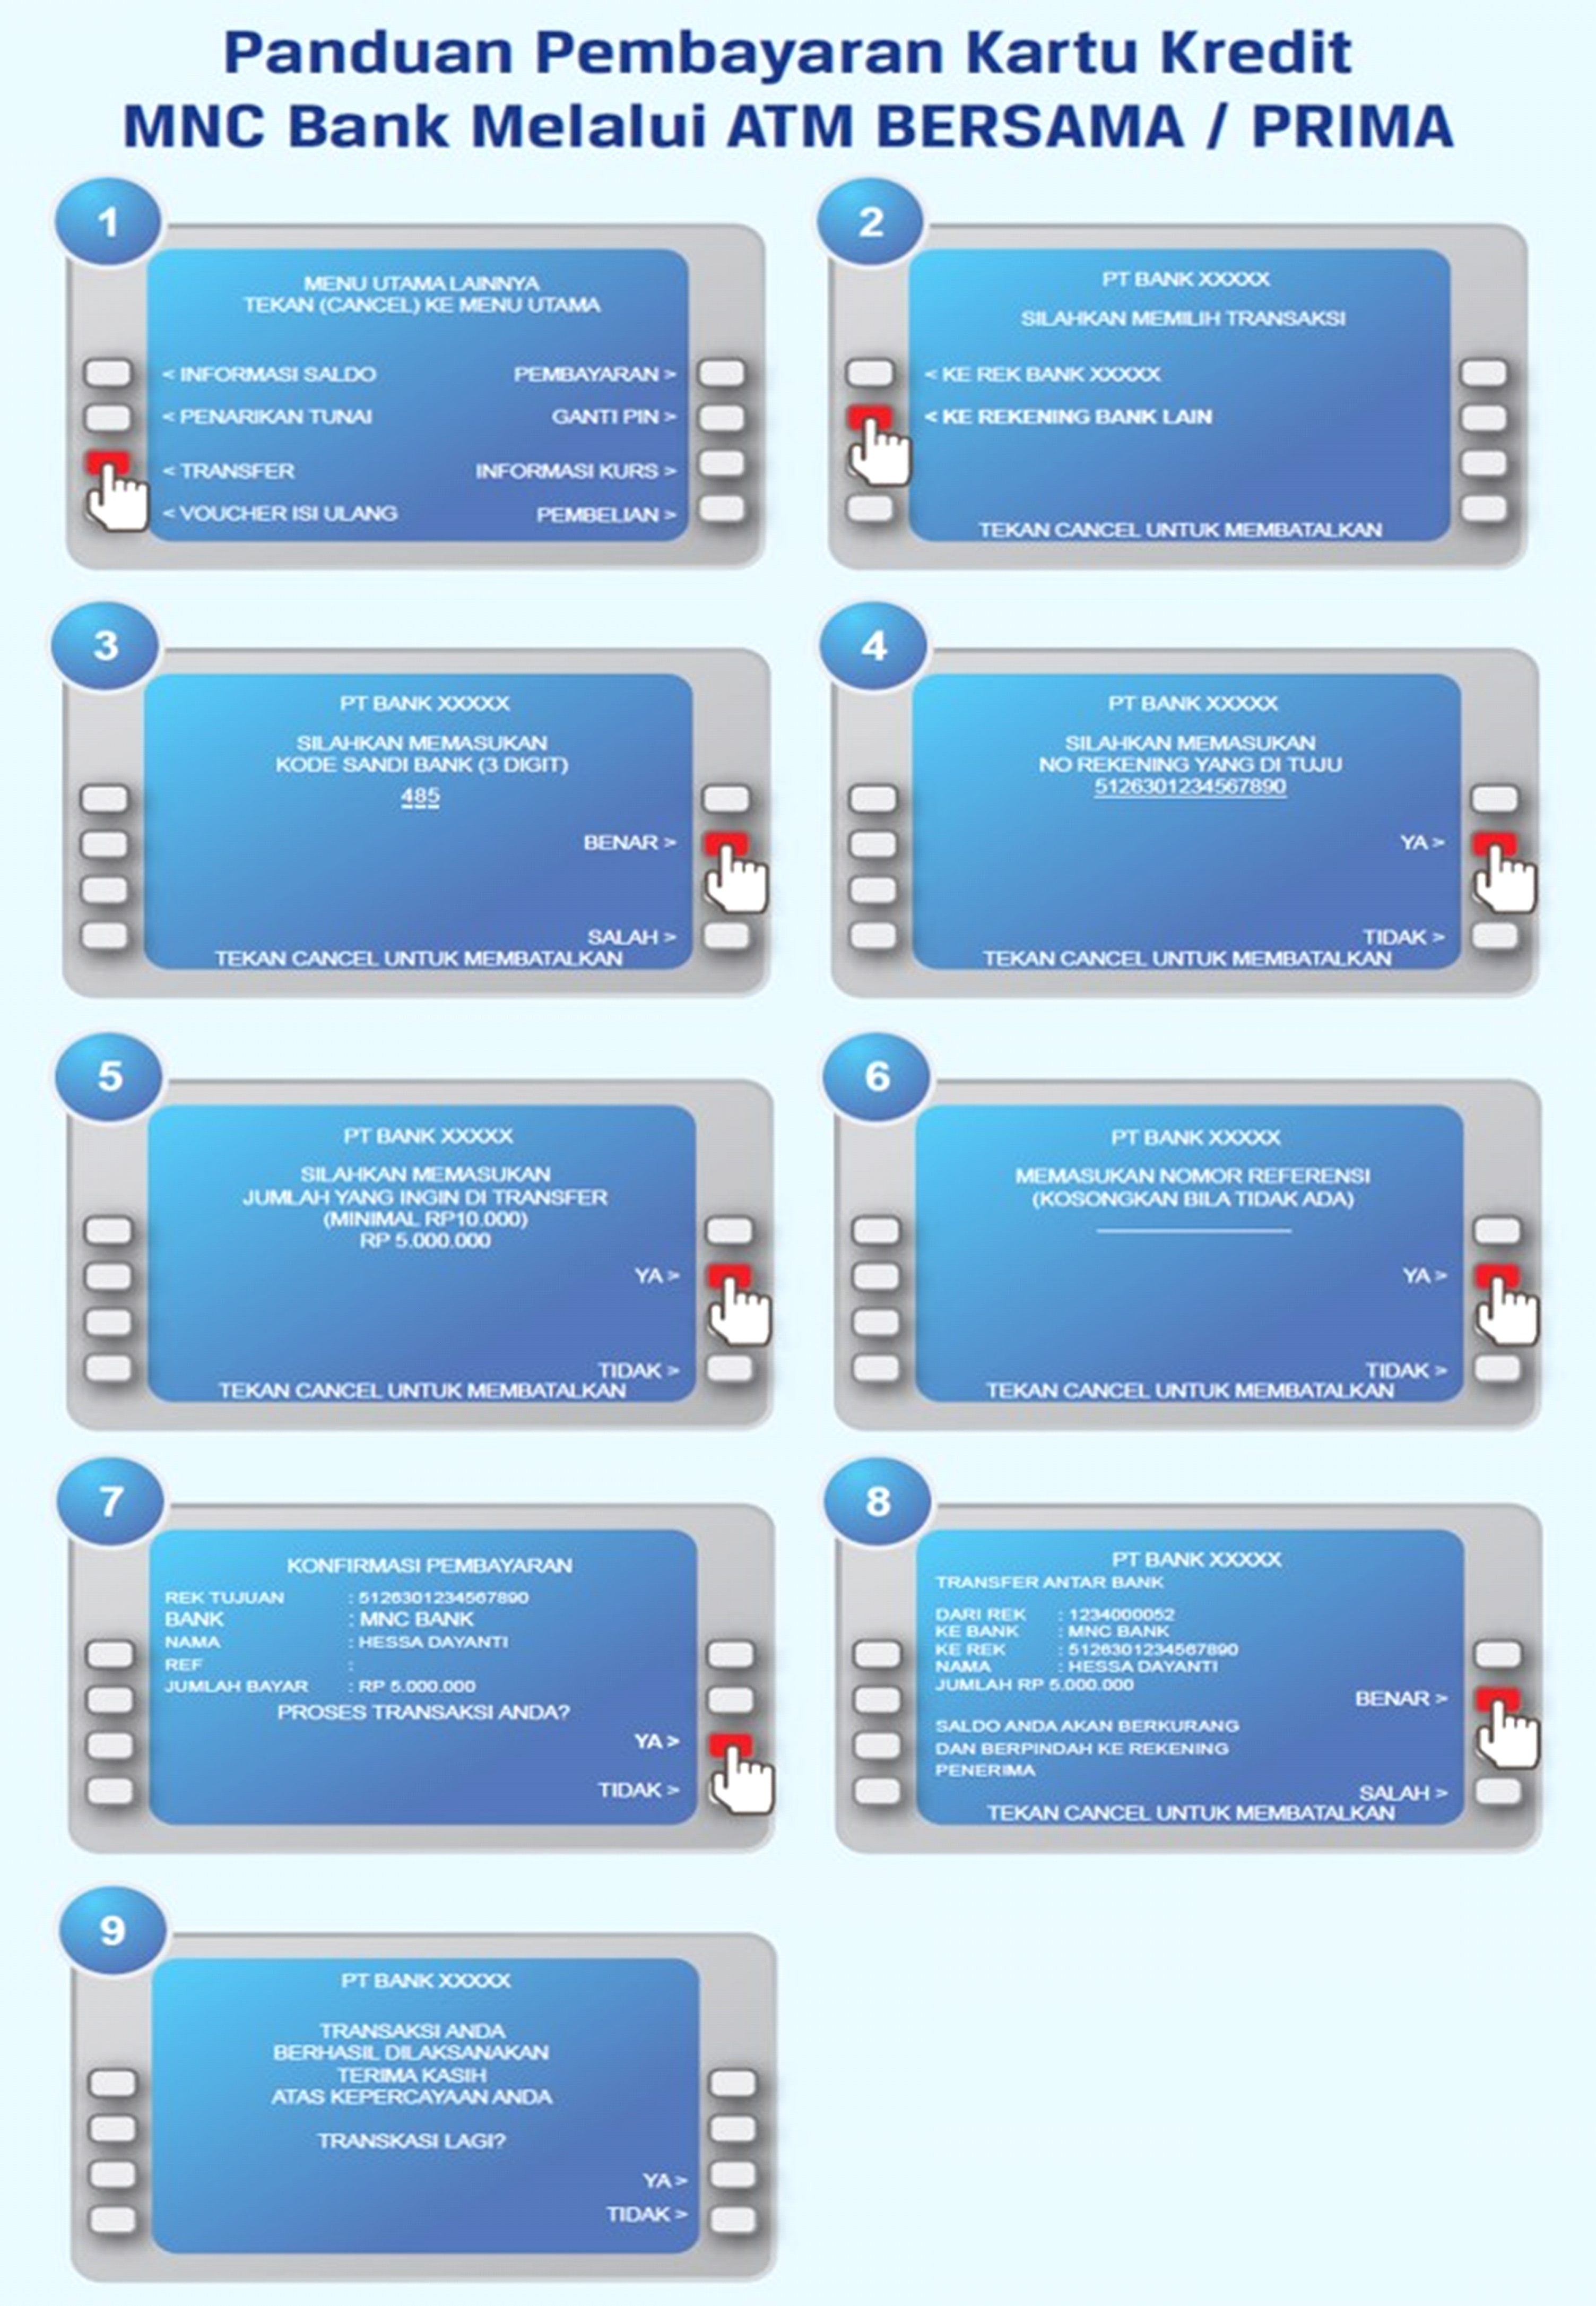 Panduan Pembayaran Kartu Kredit
MNC Bank Melalui ATM BERSAMA / PRIMA
1
MENU UTAMA LAINNYA
TEKAN (CANCEL) KE MENU UTAMA
< INFORMASI SALDO PEMBAYARAN >
< PENARIKAN TUNAI GANTI PIN >
< TRANSFER INFORMASI KURS >
< VOUCHER ISI ULANG PEMBELIAN >
2
PT BANK XXXXX
SILAHKAN MEMILIH TRANSAKSI
< KE REK BANK XXXXX
< KE REKENING BANK LAIN
TEKAN CANCEL UNTUK MEMBATALKAN
3
PT BANK XXXXX
SILAHKAN MEMASUKAN
KODE SANDI BANK (3 DIGIT)
485
BENAR >
SALAH >
TEKAN CANCEL UNTUK MEMBATALKAN
4
PT BANK XXXXX
SILAHKAN MEMASUKAN
NO REKENING YANG DI TUJU
5126301234567890
YA >
TIDAK >
TEKAN CANCEL UNTUK MEMBATALKAN
5
PT BANK XXXXX
SILAHKAN MEMASUKAN
JUMLAH YANG INGIN DI TRANSFER
(MINIMAL RP10.000)
RP 5.000.000
YA >
TIDAK >
TEKAN CANCEL UNTUK MEMBATALKAN
6
PT BANK XXXXX
MEMASUKAN NOMOR REFERENSI
(KOSONGKAN BILA TIDAK ADA)
YA >
TIDAK >
TEKAN CANCEL UNTUK MEMBATALKAN
7
KONFIRMASI PEMBAYARAN
REK TUJUAN : 5126301234567890
BANK : MNC BANK
NAMA : HESSA DAYANTI
REF :
JUMLAH BAYAR : RP 5.000.000
PROSES TRANSAKSI ANDA?
YA >
TIDAK >
8
PT BANK XXXXX
TRANSFER ANTAR BANK
DARI REK : 1234000052
KE BANK : MNC BANK
KE REK : 5126301234567890
NAMA : HESSA DAYANTI
JUMLAH RP 5.000.000
BENAR >
SALDO ANDA AKAN BERKURANG
DAN BERPINDAH KE REKENING
PENERIMA
SALAH >
TEKAN CANCEL UNTUK MEMBATALKAN
9
PT BANK XXXXX
TRANSAKSI ANDA
BERHASIL DILAKSANAKAN
TERIMA KASIH
ATAS KEPERCAYAAN ANDA
TRANSKASI LAGI?
YA >
TIDAK >